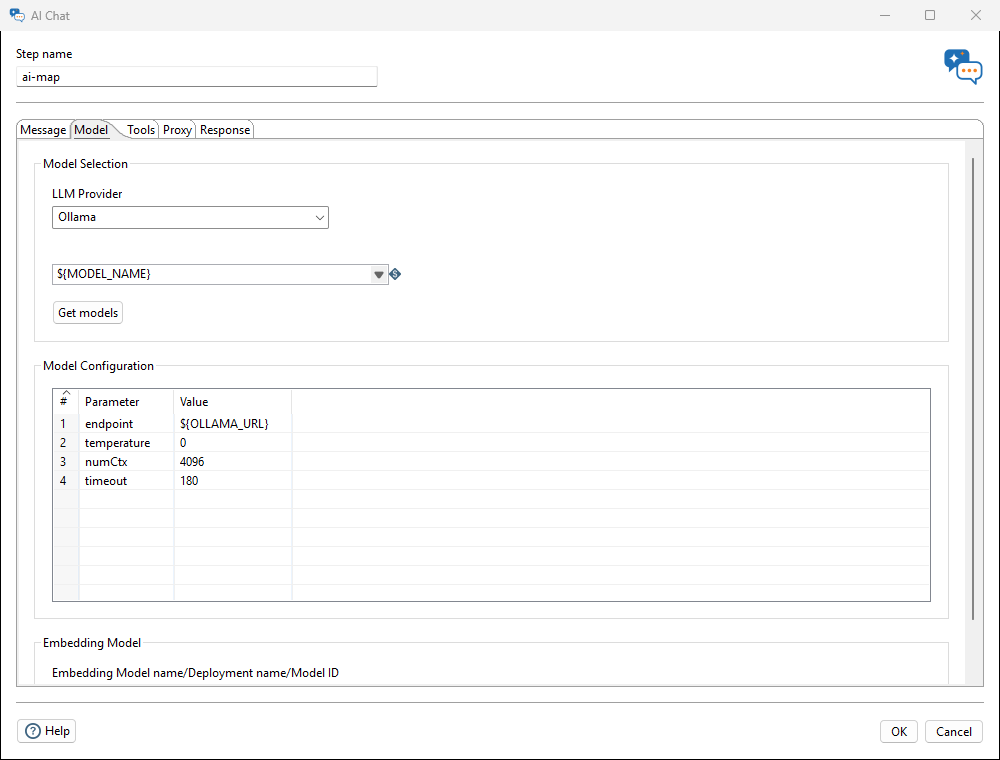 AI Chat
Step name
ai-map
Message Model Tools Proxy Response
Model Selection
LLM Provider
Ollama
${MODEL_NAME}
Get models
Model Configuration
# Parameter Value
1 endpoint ${OLLAMA_URL}
2 temperature 0
3 numCtx 4096
4 timeout 180
Embedding Model
Embedding Model name/Deployment name/Model ID
? Help OK Cancel